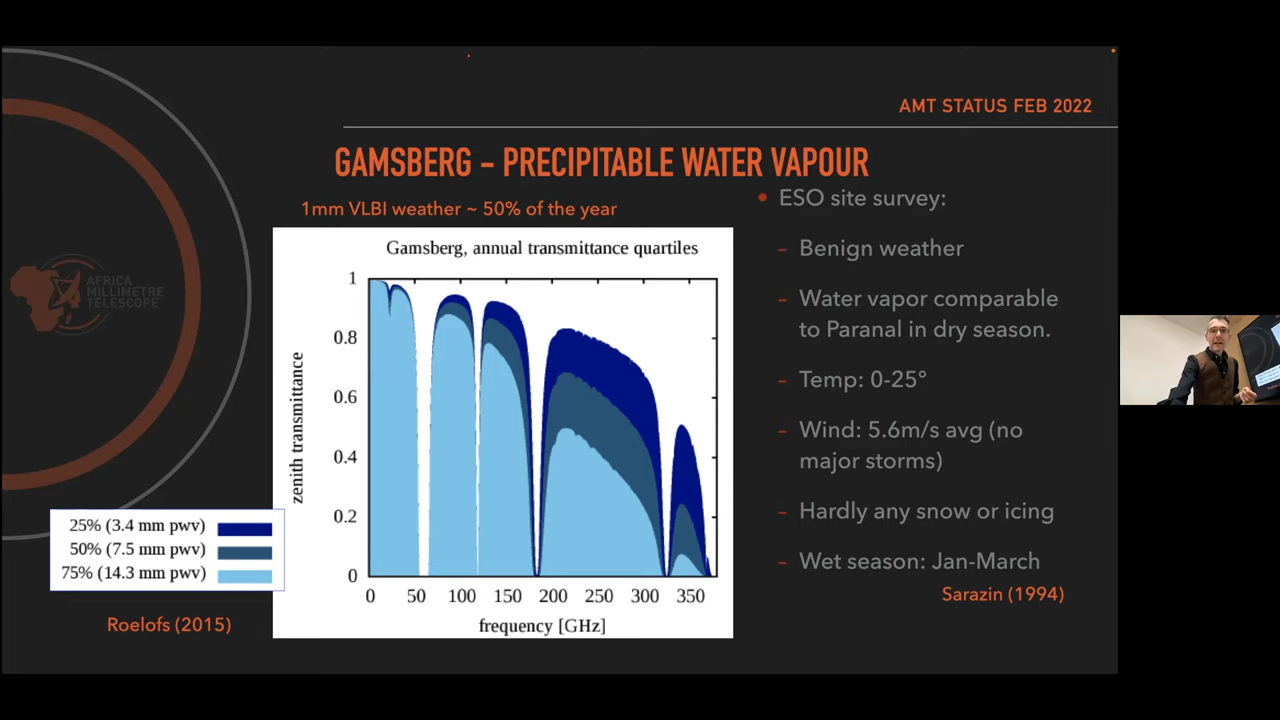 AMT STATUS FEB 2022
GAMSBERG – PRECIPITABLE WATER VAPOUR
1mm VLBI weather ~ 50% of the year
AFRICA
MILLIMETRE
TELESCOPE
Gamsberg, annual transmittance quartiles
zenith transmittance
1
0.8
0.6
0.4
0.2
0
0 50 100 150 200 250 300 350
frequency [GHz]
25% (3.4 mm pwv)
50% (7.5 mm pwv)
75% (14.3 mm pwv)
Roelofs (2015)
• ESO site survey:
– Benign weather
– Water vapor comparable
to Paranal in dry season.
– Temp: 0-25°
– Wind: 5.6m/s avg (no
major storms)
– Hardly any snow or icing
– Wet season: Jan-March
Sarazin (1994)